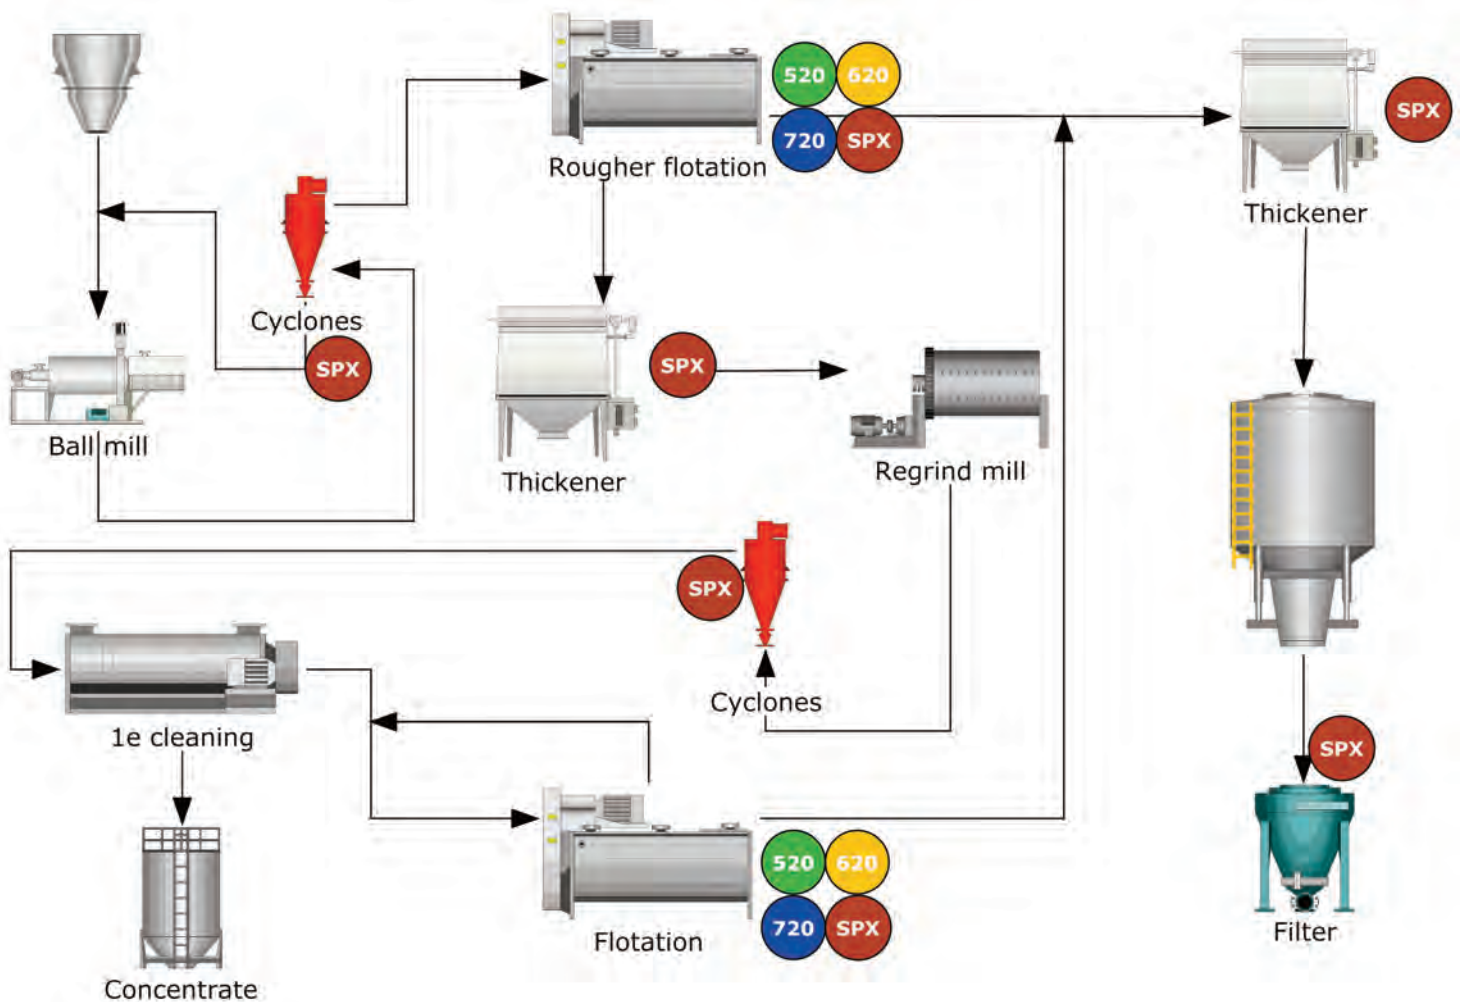 520 620
720 SPX
SPX
Rougher flotation
Thickener
Cyclones
SPX
SPX
Ball mill
Thickener
Regrind mill
SPX
Cyclones
1e cleaning
SPX
520 620
720 SPX
Flotation
Filter
Concentrate